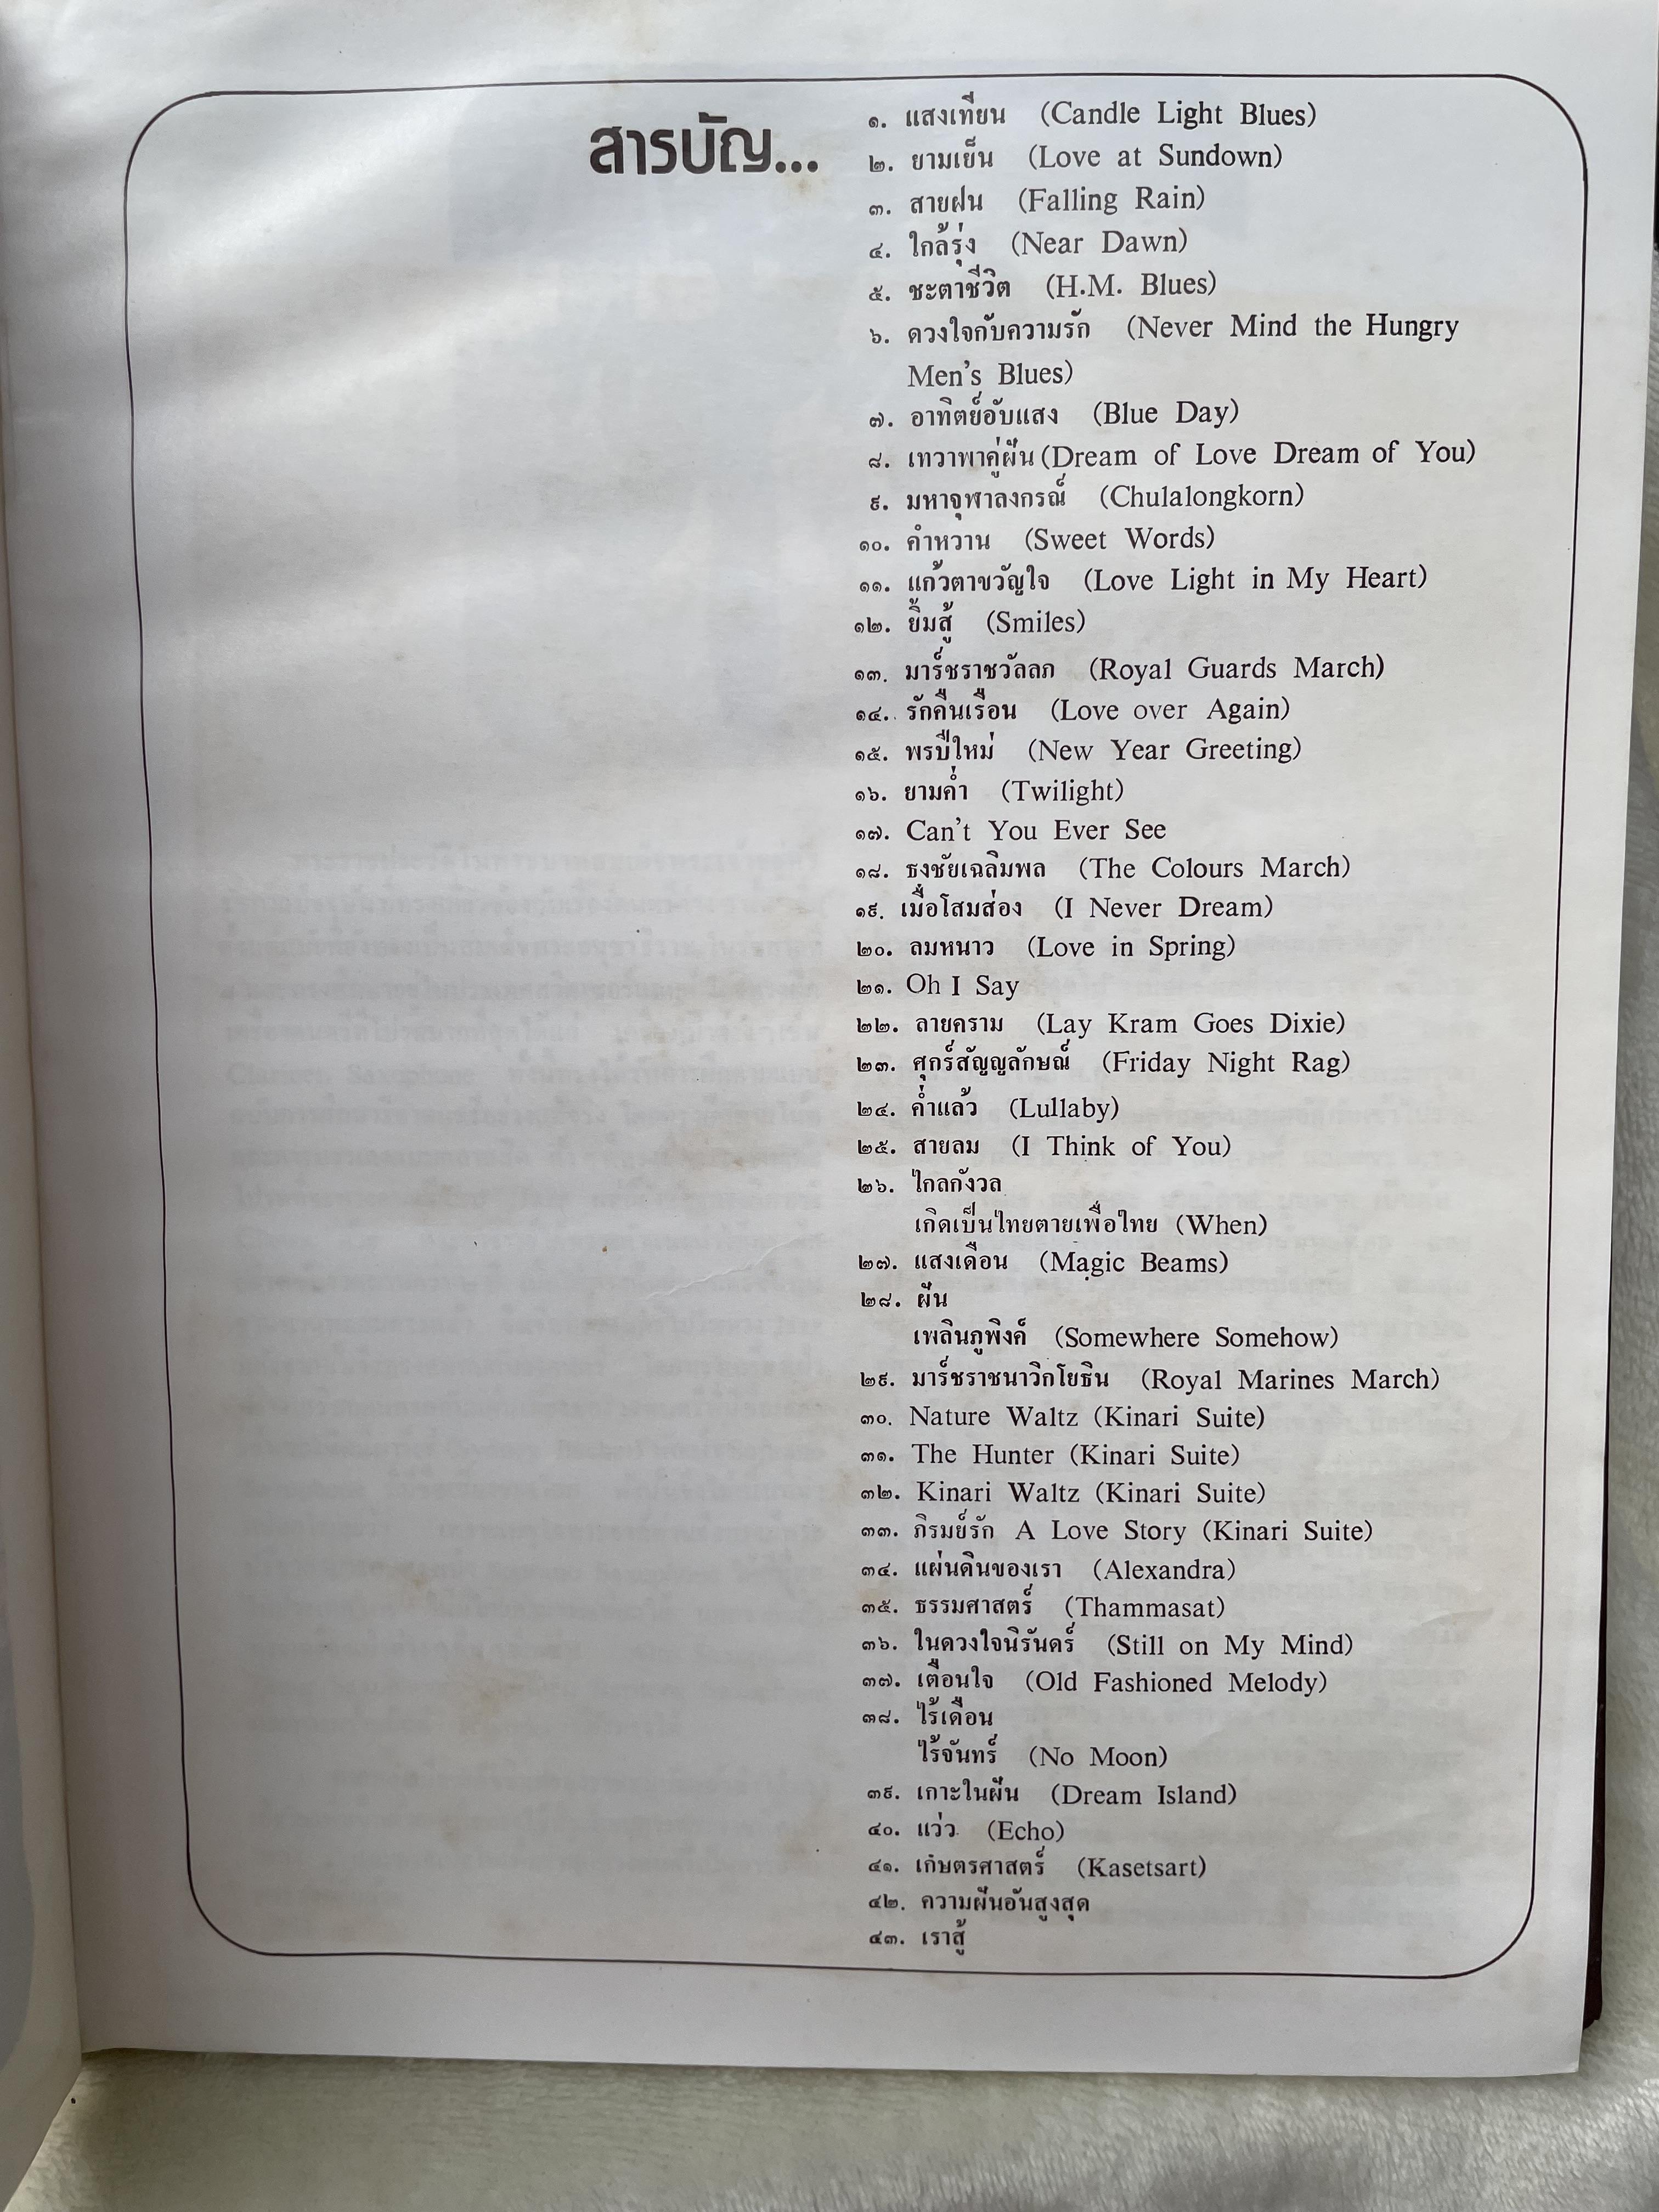 สารบัญ...
๑. แสงเทียน (Candle Light Blues)
๒. ยามเย็น (Love at Sundown)
๓. สายฝน (Falling Rain)
๔. ใกล้รุ่ง (Near Dawn)
๕. ชะตาชีวิต (H.M. Blues)
๖. ดวงใจกับความรัก (Never Mind the Hungry
Men's Blues)
๗. อาทิตย์อับแสง (Blue Day)
๘. เทวาพาคู่ฝัน (Dream of Love Dream of You)
๙. มหาจุฬาลงกรณ์ (Chulalongkorn)
๑๐. คำหวาน (Sweet Words)
๑๑. แก้วตาขวัญใจ (Love Light in My Heart)
๑๒. ยิ้มสู้ (Smiles)
๑๓. มาร์ชราชวัลลภ (Royal Guards March)
๑๔. รักคืนเรือน (Love over Again)
๑๕. พรปีใหม่ (New Year Greeting)
๑๖. ยามค่ำ (Twilight)
๑๗. Can't You Ever See
๑๘. ธงชัยเฉลิมพล (The Colours March)
๑๙. เมื่อโสมส่อง (I Never Dream)
๒๐. ลมหนาว (Love in Spring)
๒๑. Oh I Say
๒๒. ลายคราม (Lay Kram Goes Dixie)
๒๓. ศุกร์สัญญลักษณ์ (Friday Night Rag)
๒๔. ค่ำแล้ว (Lullaby)
๒๕. สายลม (I Think of You)
๒๖. ไกลกังวล
เกิดเป็นไทยตายเพื่อไทย (When)
๒๗. แสงเดือน (Magic Beams)
๒๘. ฝัน
เพลินภูพิงค์ (Somewhere Somehow)
๒๙. มาร์ชราชนาวิกโยธิน (Royal Marines March)
๓๐. Nature Waltz (Kinari Suite)
๓๑. The Hunter (Kinari Suite)
๓๒. Kinari Waltz (Kinari Suite)
๓๓. ภิรมย์รัก A Love Story (Kinari Suite)
๓๔. แผ่นดินของเรา (Alexandra)
๓๕. ธรรมศาสตร์ (Thammasat)
๓๖. ในดวงใจนิรันดร์ (Still on My Mind)
๓๗. เตือนใจ (Old Fashioned Melody)
๓๘. ไร้เดือน
ไร้จันทร์ (No Moon)
๓๙. เกาะในฝัน (Dream Island)
๔๐. แว่ว (Echo)
๔๑. เกษตรศาสตร์ (Kasetsart)
๔๒. ความฝันอันสูงสุด
๔๓. เราสู้